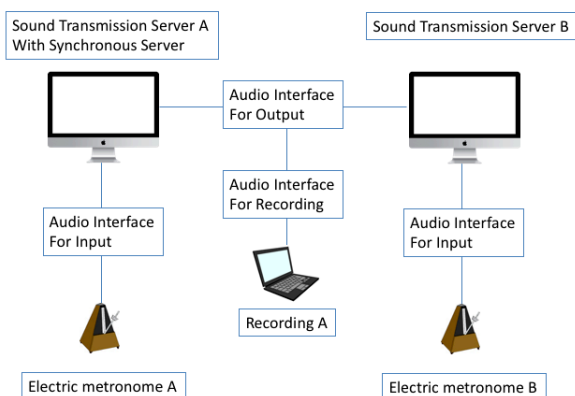 Sound Transmission Server A
With Synchronous Server
Sound Transmission Server B
Audio Interface
For Output
Audio Interface
For Recording
Audio Interface
For Input
Audio Interface
For Input
Recording A
Electric metronome A
Electric metronome B